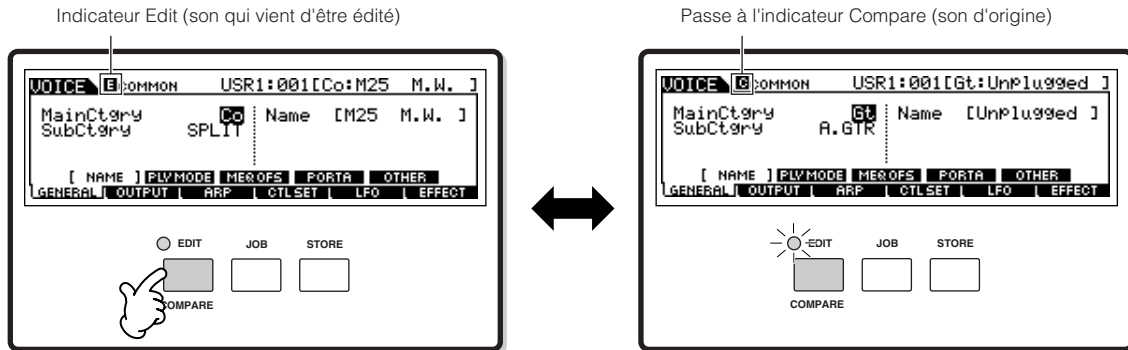 Indicateur Edit (son qui vient d'être édité)
VOICE E COMMON USR1:001[Co:M25 M.W. ]
MainCtgry Co Name [M25 M.W. ]
SubCtgry SPLIT
[ NAME ] PLYMODE MEQOFS PORTA OTHER
GENERAL OUTPUT ARP CTLSET LFO EFFECT
EDIT JOB STORE
COMPARE
Passe à l'indicateur Compare (son d'origine)
VOICE C COMMON USR1:001[Gt:Unplugged ]
MainCtgry Gt Name [Unplugged ]
SubCtgry A.GTR
[ NAME ] PLYMODE MEQOFS PORTA OTHER
GENERAL OUTPUT ARP CTLSET LFO EFFECT
EDIT JOB STORE
COMPARE